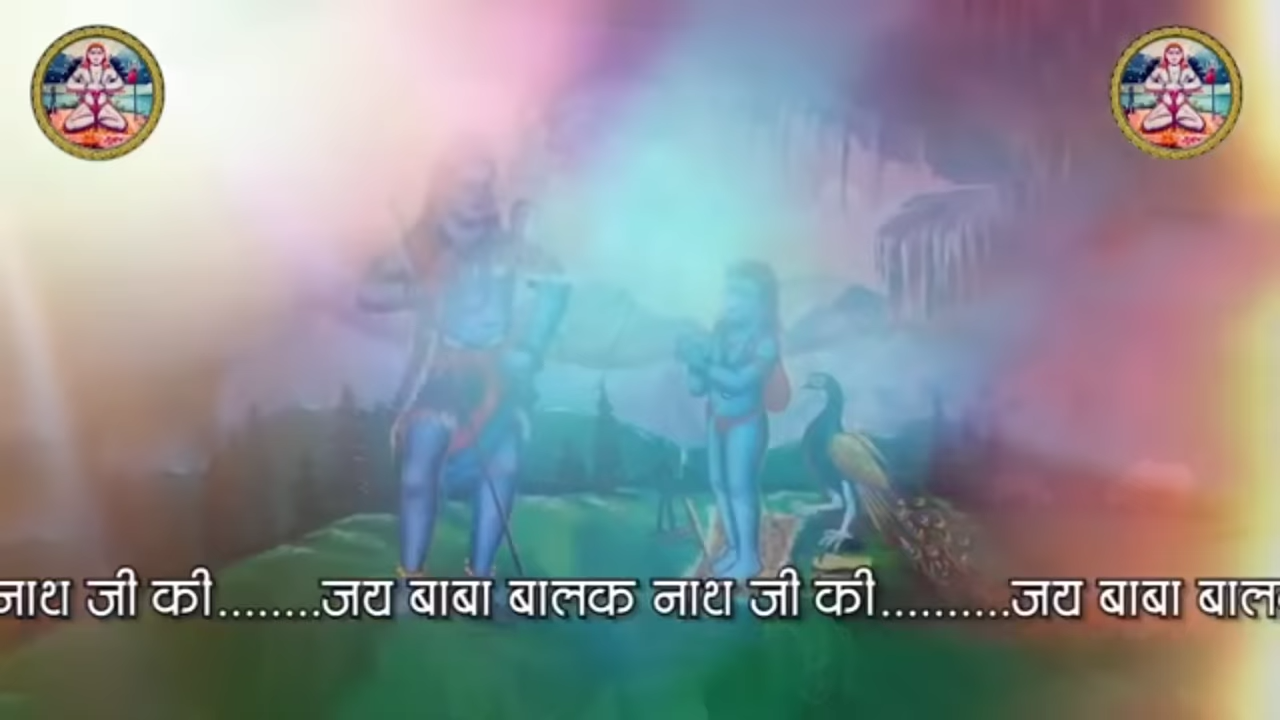 नाथ जी की........जय बाबा बालक नाथ जी की..........जय बाबा बाल